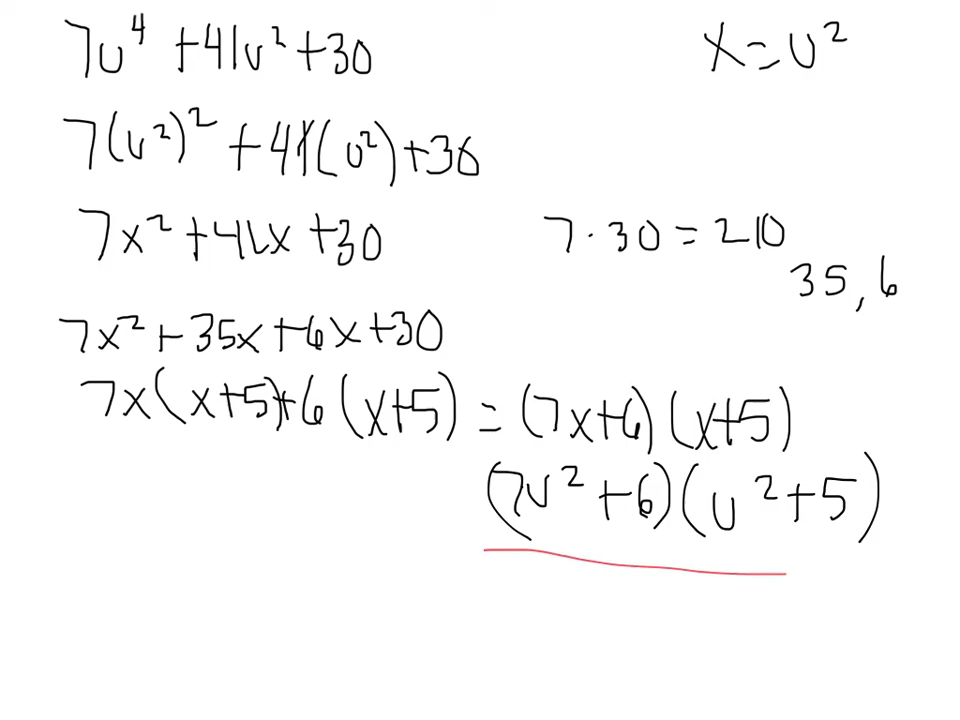 7u⁴ + 41u² + 30
x = u²
7(u²)² + 41(u²) + 30
7x² + 41x + 30
7 · 30 = 210
35, 6
7x² + 35x + 6x + 30
7x(x+5) + 6(x+5) = (7x+6)(x+5)
(7u² + 6)(u² + 5)